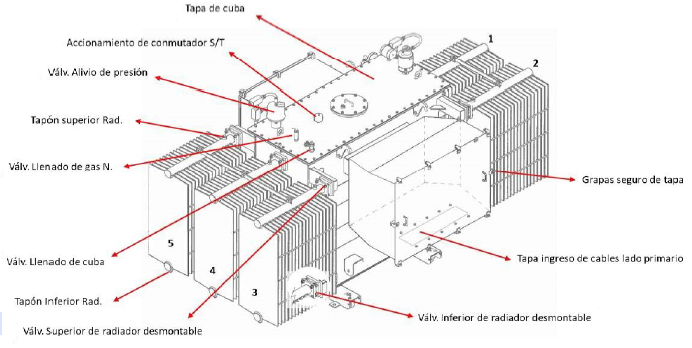 Tapa de cuba
Accionamiento de conmutador S/T
Válv. Alivio de presión
Tapón superior Rad.
Válv. Llenado de gas N.
Válv. Llenado de cuba
Tapón Inferior Rad.
Válv. Superior de radiador desmontable
1
2
Grapas seguro de tapa
Tapa ingreso de cables lado primario
Válv. Inferior de radiador desmontable
5
4
3